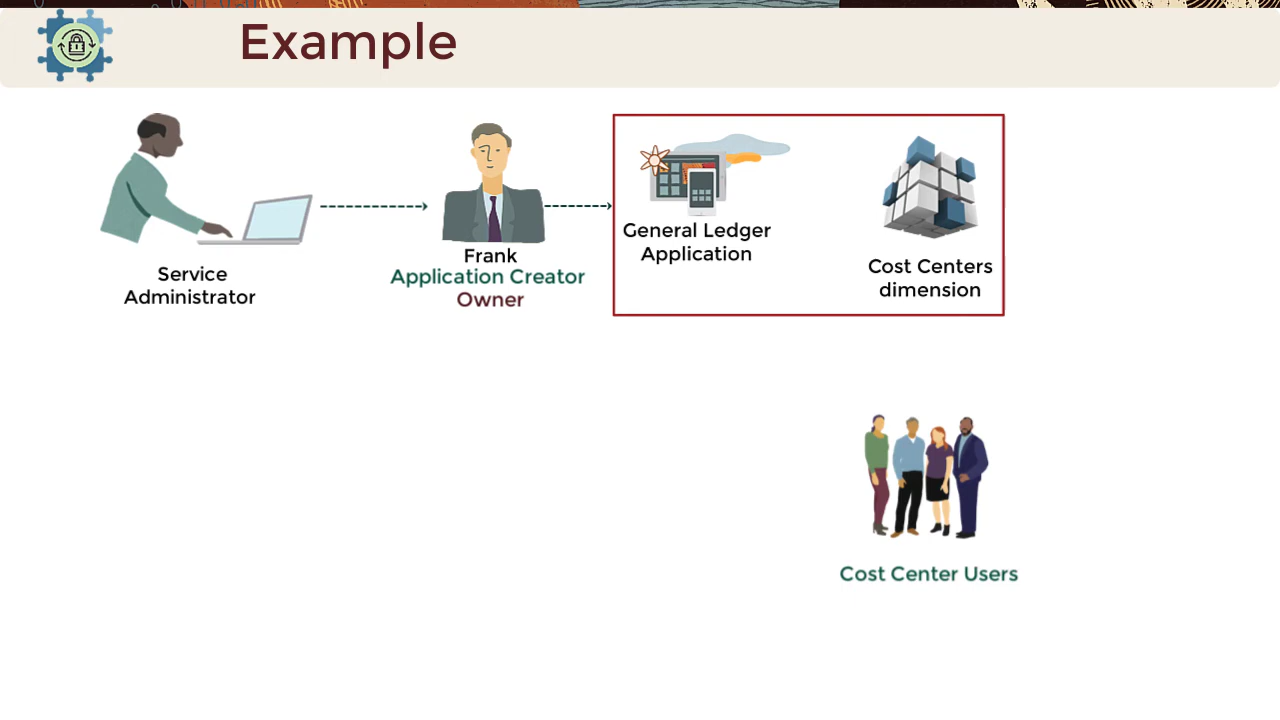 Example
Service
Administrator
Frank
Application Creator
Owner
General Ledger
Application
Cost Centers
dimension
Cost Center Users